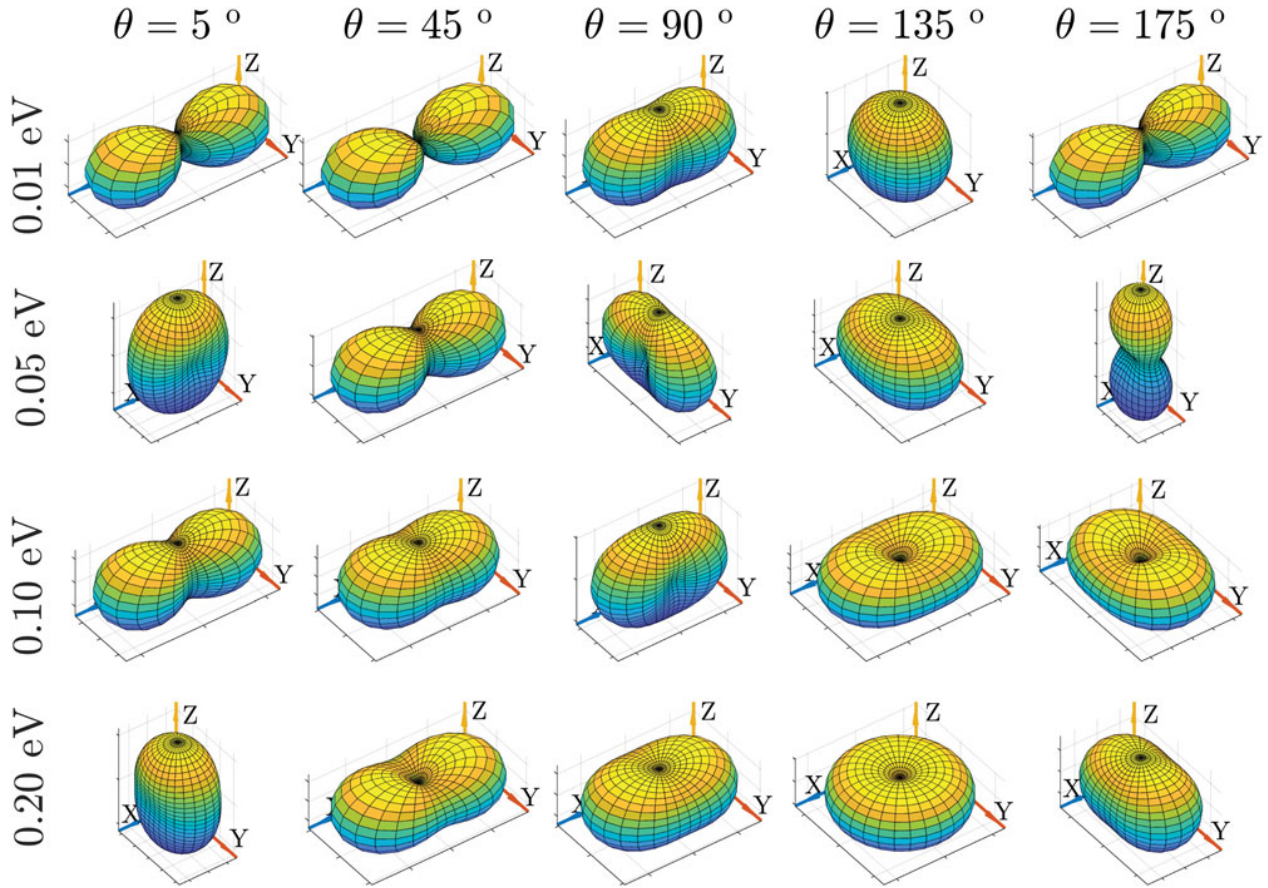 θ = 5 ° θ = 45 ° θ = 90 ° θ = 135 ° θ = 175 °
0.01 eV
Z Z Z Z Z
Y Y Y X Y Y
0.05 eV
Z Z Z Z Z
X Y Y X Y X Y X Y
0.10 eV
Z Z Z Z Z
Y Y Y X Y X Y
0.20 eV
Z Z Z Z Z
X Y Y X Y X Y X Y